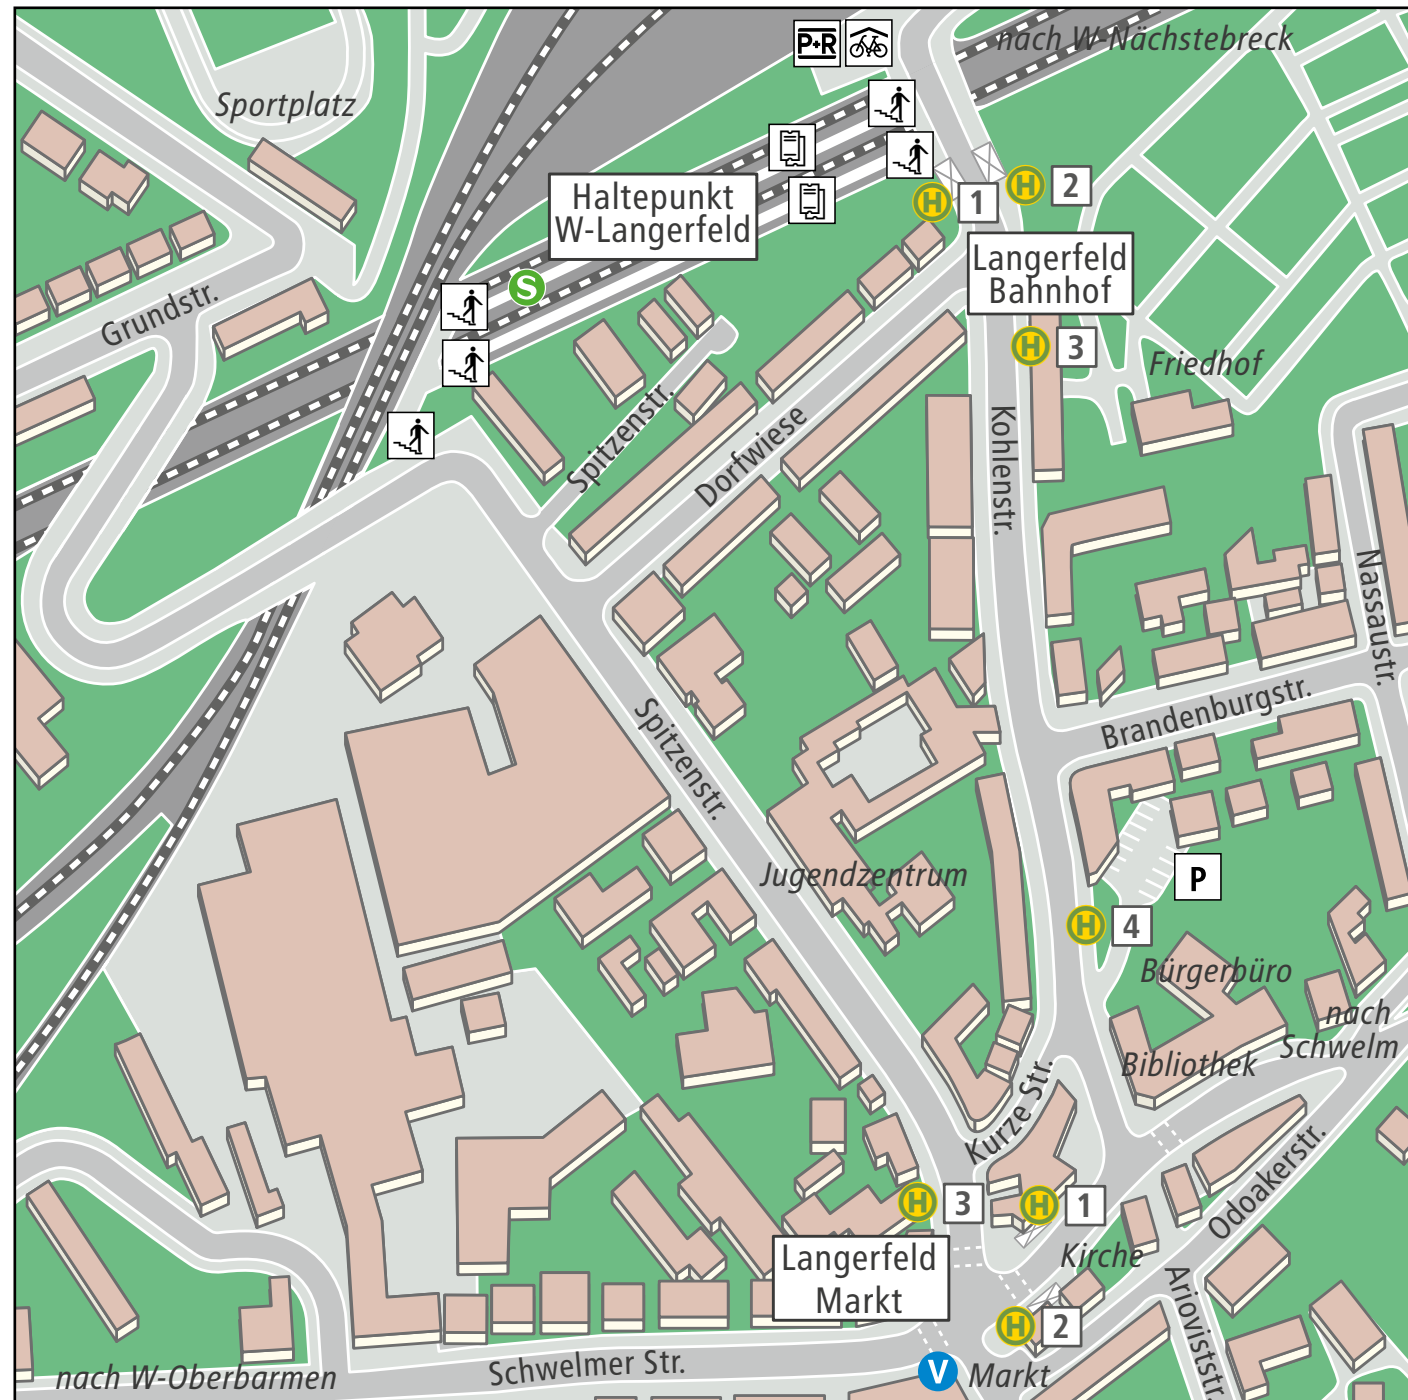 P+R
nach W-Nächstebreck
Sportplatz
Haltepunkt
W-Langerfeld
H 1
H 2
Langerfeld
Bahnhof
S
Grundstr.
H 3
Friedhof
Spitzenstr.
Dorfwiese
Kohlenstr.
Nassaustr.
Brandenburgstr.
Spitzenstr.
Jugendzentrum
P
H 4
Bürgerbüro
nach
Schwelm
Bibliothek
Kurze Str.
Odoakerstr.
H 3
H 1
Kirche
Langerfeld
Markt
Arioviststr.
H 2
Schwelmer Str.
nach W-Oberbarmen
V
Markt